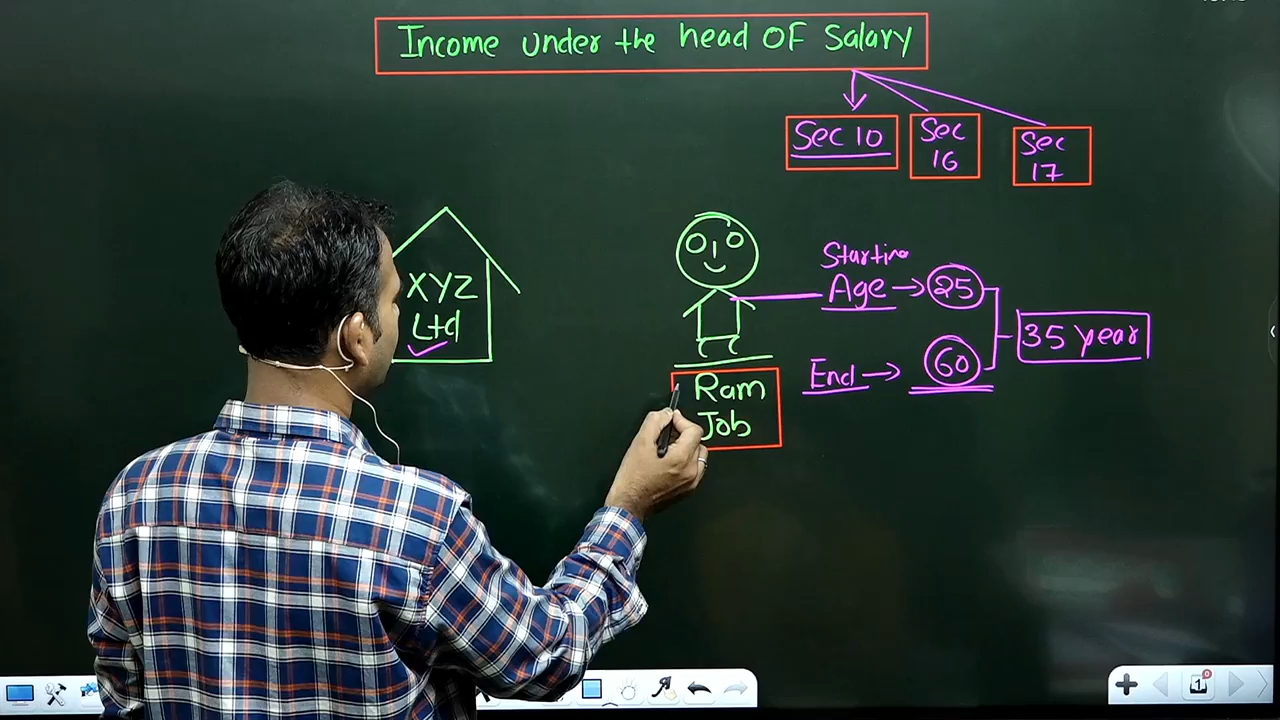 Income under the head OF Salary
Sec 10
Sec
16
Sec
17
XYZ
Ltd
Starting
Age → 25
35 year
End → 60
Ram
Job
1